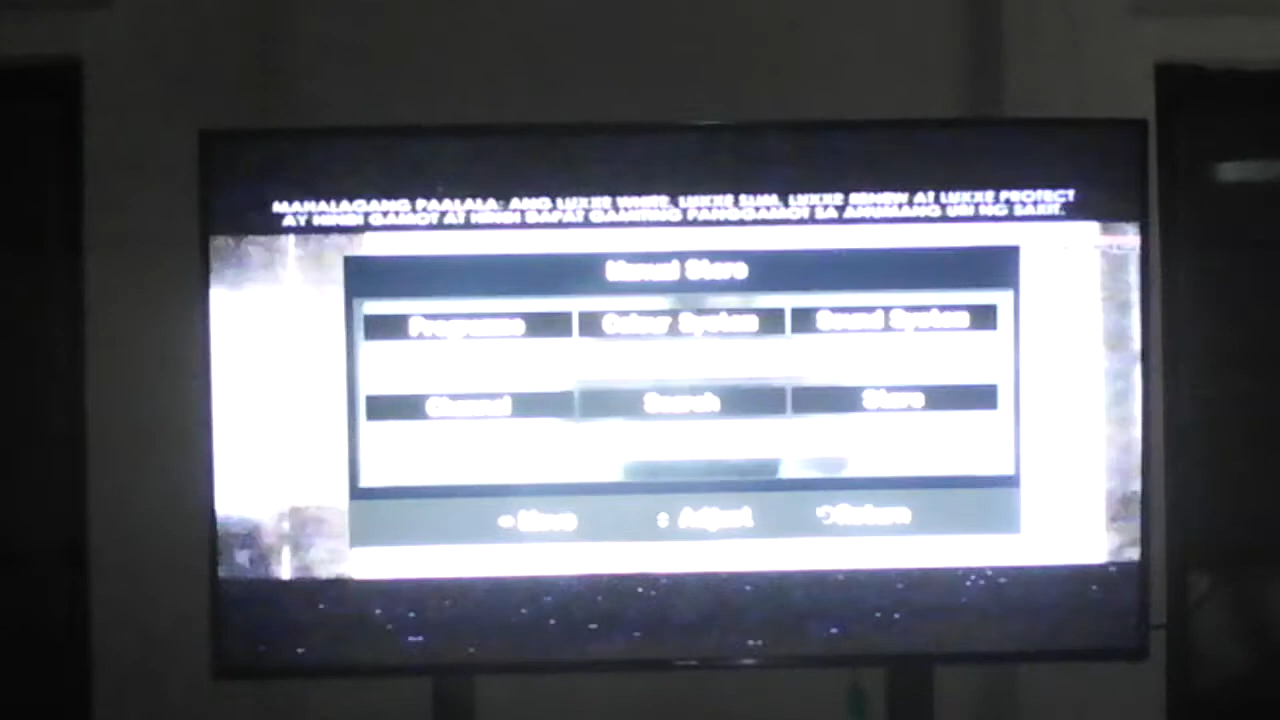 MAHALAGANG PAALALA: ANG LUXXE WHITE, LUXXE SLIM, LUXXE RENEW AT LUXXE PROTECT
AY HINDI GAMOT AT HINDI DAPAT GAMITING PANGGAMOT SA ANUMANG URI NG SAKIT.
Manual Store
Programme Colour System Sound System
Channel Search Store
Move Adjust Return